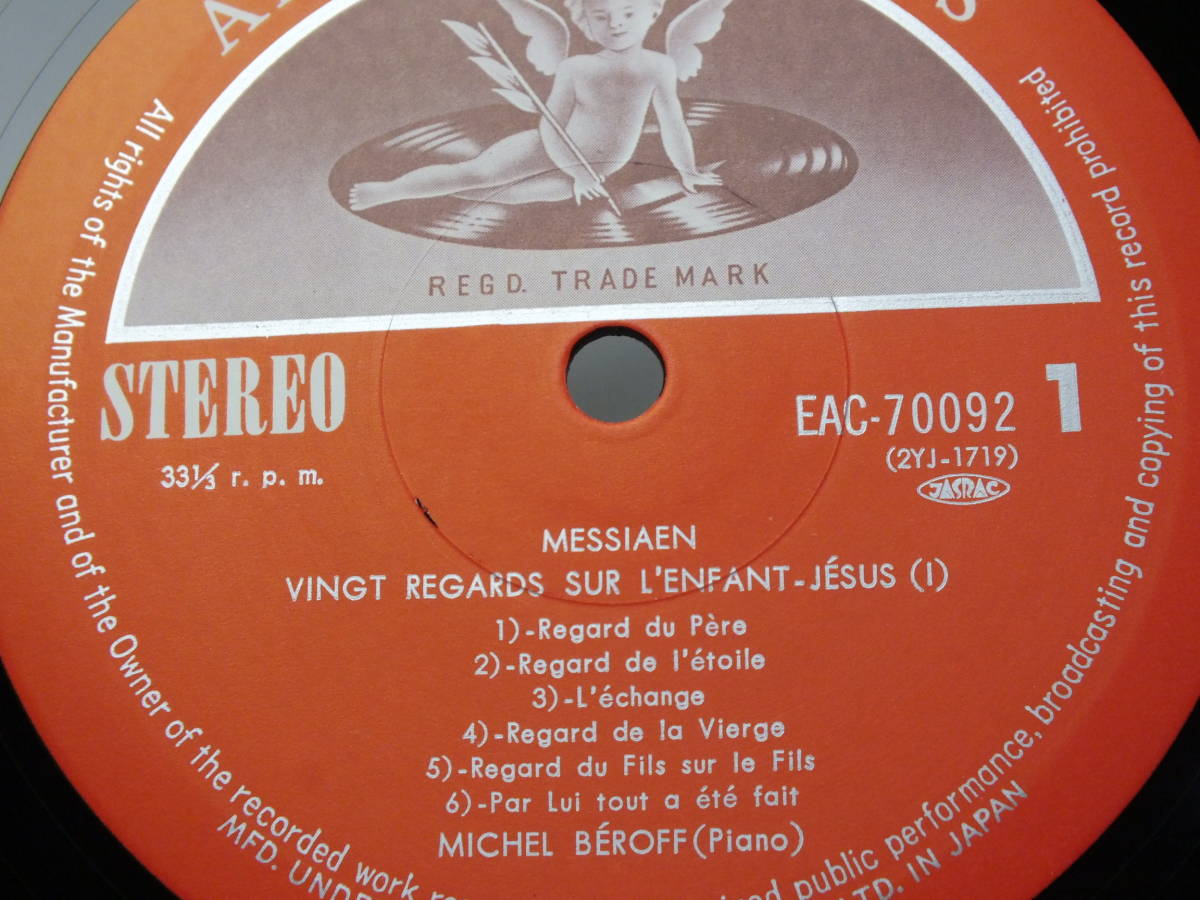 REGD. TRADE MARK
STEREO
33⅓ r. p. m.
EAC-70092
1
(2YJ-1719)
JASRAC
MESSIAEN
VINGT REGARDS SUR L'ENFANT-JÉSUS (I)
1)-Regard du Père
2)-Regard de l'étoile
3)-L'échange
4)-Regard de la Vierge
5)-Regard du Fils sur le Fils
6)-Par Lui tout a été fait
MICHEL BÉROFF (Piano)
All rights of the Manufacturer and of the Owner of the recorded work public performance, broadcasting and copying of this record prohibited
MFD. LTD. IN JAPAN